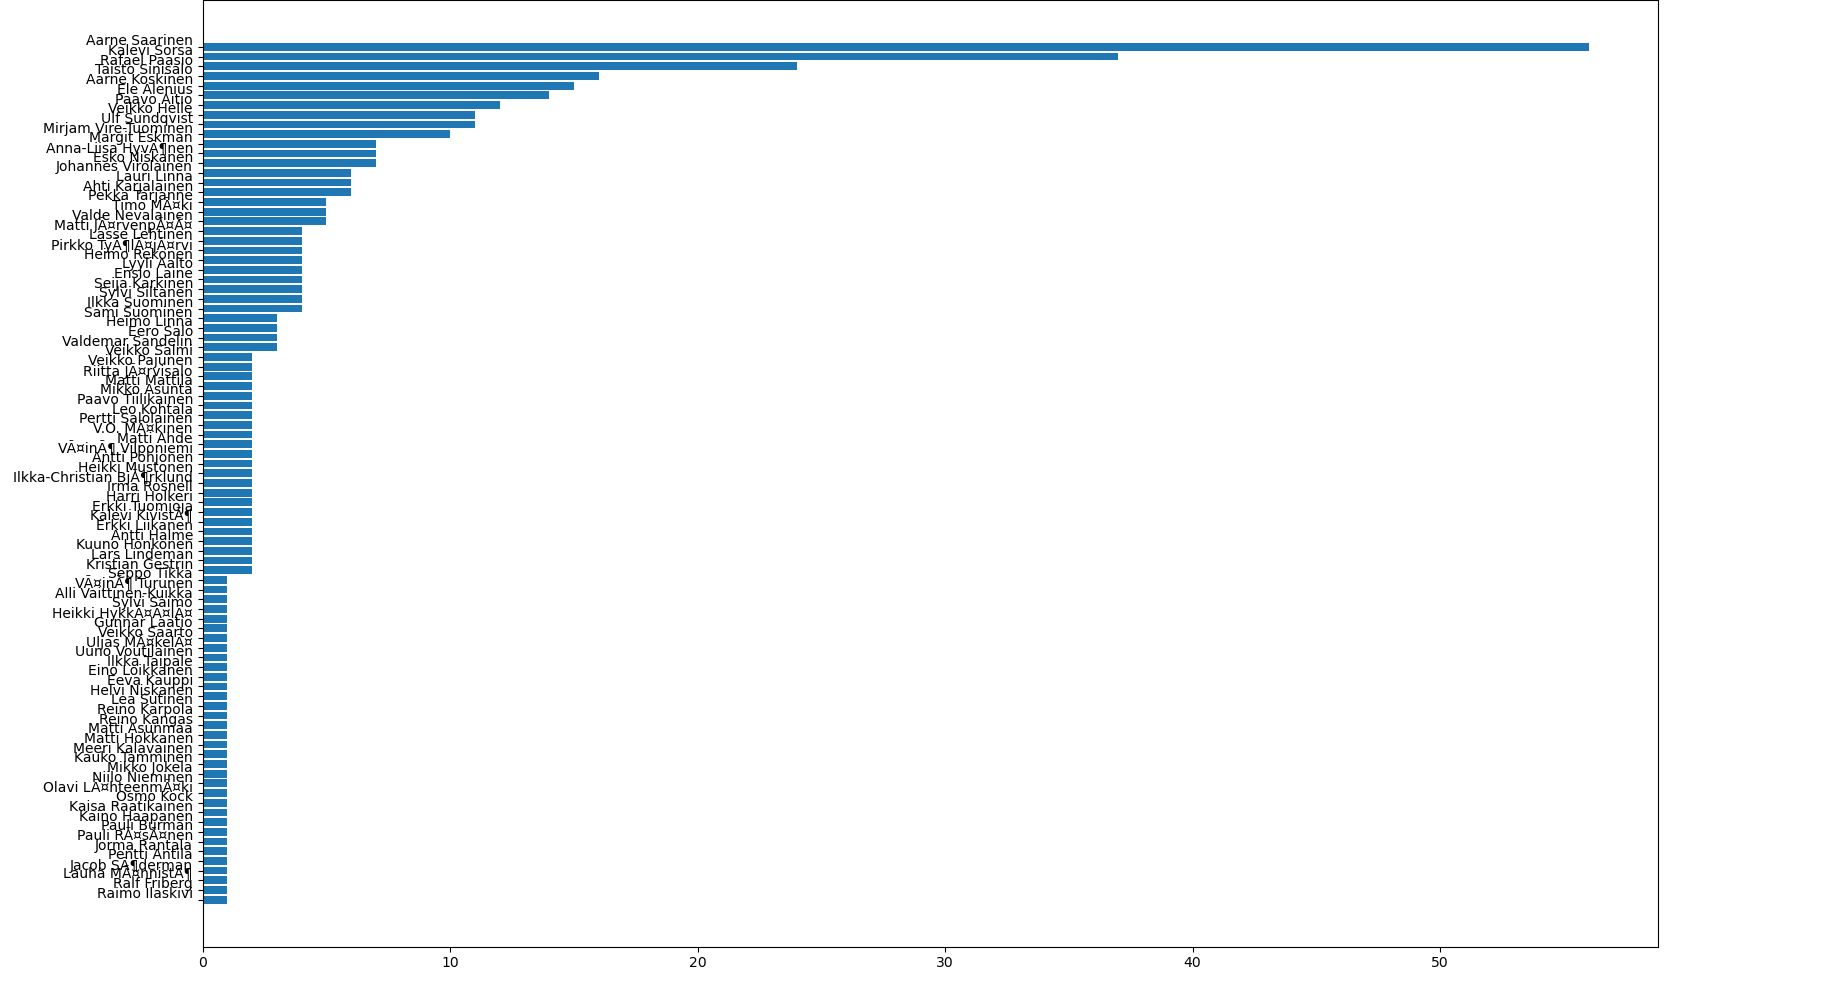 Aarne Saarinen
Kalevi Sorsa
Rafael Paasio
Taisto Sinisalo
Aarne Koskinen
Ele Alenius
Paavo Aitio
Veikko Helle
Ulf Sundqvist
Mirjam Vire-Tuominen
Margit Eskman
Anna-Liisa HyvÃ¶nen
Esko Niskanen
Johannes Virolainen
Lauri Linna
Ahti Karjalainen
Pekka Tarjanne
Timo MÃ¤ki
Valde Nevalainen
Matti JÃ¤rvenpÃ¤Ã¤
Lasse Lehtinen
Pirkko TyÃ¶lÃ¤jÃ¤rvi
Heimo Rekonen
Lyyli Aalto
Ensio Laine
Seija Karkinen
Sylvi Siltanen
Ilkka Suominen
Sami Suominen
Heimo Linna
Eero Salo
Valdemar Sandelin
Veikko Salmi
Veikko Pajunen
Riitta JÃ¤rvisalo
Matti Mattila
Mikko Asunta
Paavo Tiilikainen
Leo Kohtala
Pertti Salolainen
V.O. MÃ¤kinen
Matti Ahde
VÃ¤inÃ¶ Vilponiemi
Antti Pohjonen
Heikki Mustonen
Ilkka-Christian BjÃ¶rklund
Irma Rosnell
Harri Holkeri
Erkki Tuomioja
Kalevi KivistÃ¶
Erkki Liikanen
Antti Halme
Kuuno Honkonen
Lars Lindeman
Kristian Gestrin
Seppo Tikka
VÃ¤inÃ¶ Turunen
Alli Vaittinen-Kuikka
Sylvi Saimo
Heikki HykkÃ¤Ã¤lÃ¤
Gunnar Laatio
Veikko Saarto
Uljas MÃ¤kelÃ¤
Uuno Voutilainen
Ilkka Taipale
Eino Loikkanen
Eeva Kauppi
Helvi Niskanen
Lea Sutinen
Reino Karpola
Reino Kangas
Matti Asunmaa
Matti Hokkanen
Meeri Kalavainen
Kauko Tamminen
Mikko Jokela
Niilo Nieminen
Olavi LÃ¤hteenmÃ¤ki
Osmo Kock
Kaisa Raatikainen
Kaino Haapanen
Pauli Burman
Pauli RÃ¤sÃ¤nen
Jorma Rantala
Pentti Antila
Jacob SÃ¶derman
Launa MÃ¤nnistÃ¶
Ralf Friberg
Raimo Ilaskivi
0 10 20 30 40 50